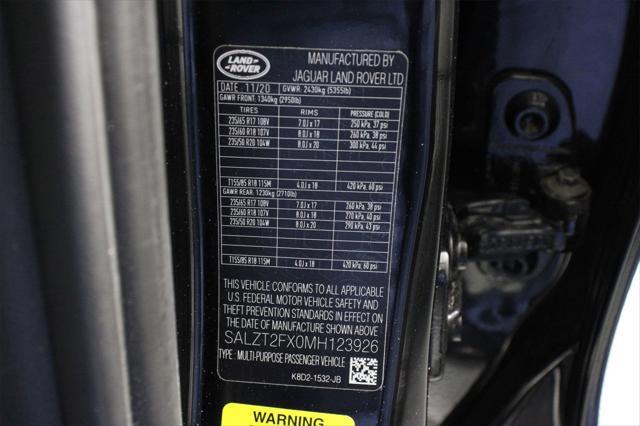 LAND ROVER
MANUFACTURED BY
JAGUAR LAND ROVER LTD
DATE : 11/20 GVWR: 2430kg (5355lb)
GAWR FRONT: 1340kg (2950lb)
TIRES RIMS PRESSURE (COLD)
235/65 R17 108V 7.0J x 17 250 kPa, 37 psi
235/60 R18 107V 8.0J x 18 260 kPa, 38 psi
235/50 R20 104W 8.0J x 20 300 kPa, 44 psi
T155/85 R18 115M 4.0J x 18 420 kPa, 60 psi
GAWR REAR: 1230kg (2710lb)
235/65 R17 108V 7.0J x 17 260 kPa, 38 psi
235/60 R18 107V 8.0J x 18 270 kPa, 40 psi
235/50 R20 104W 8.0J x 20 290 kPa, 43 psi
T155/85 R18 115M 4.0J x 18 420 kPa, 60 psi
THIS VEHICLE CONFORMS TO ALL APPLICABLE
U.S. FEDERAL MOTOR VEHICLE SAFETY AND
THEFT PREVENTION STANDARDS IN EFFECT ON
THE DATE OF MANUFACTURE SHOWN ABOVE
SALZT2FX0MH123926
TYPE : MULTI-PURPOSE PASSENGER VEHICLE
K8D2-1532-JB
WARNING